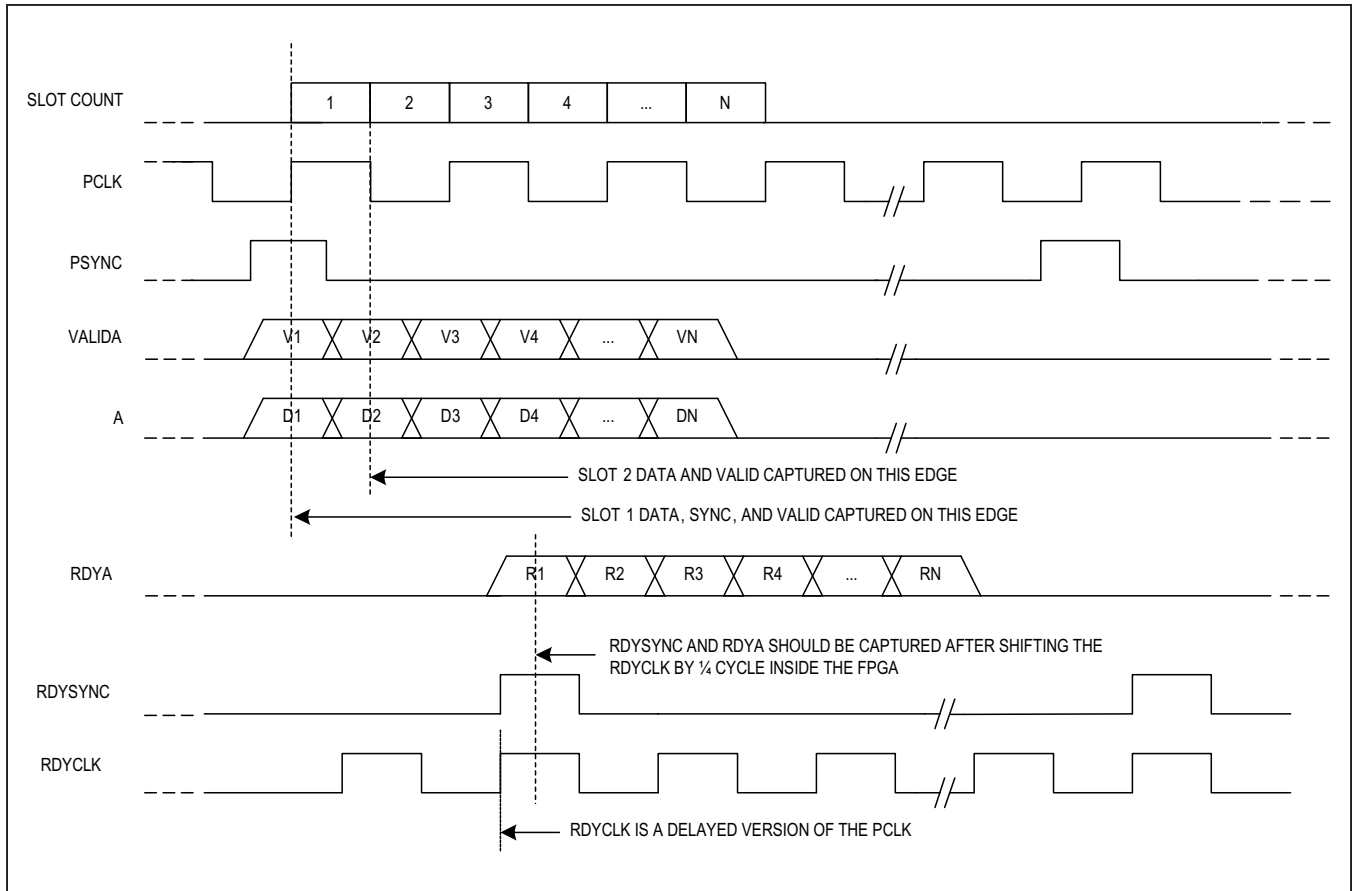 SLOT COUNT
1 2 3 4 ... N
PCLK
PSYNC
VALIDA
V1 V2 V3 V4 ... VN
A
D1 D2 D3 D4 ... DN
SLOT 2 DATA AND VALID CAPTURED ON THIS EDGE
SLOT 1 DATA, SYNC, AND VALID CAPTURED ON THIS EDGE
RDYA
R1 R2 R3 R4 ... RN
RDYSYNC AND RDYA SHOULD BE CAPTURED AFTER SHIFTING THE
RDYCLK BY ¼ CYCLE INSIDE THE FPGA
RDYSYNC
RDYCLK
RDYCLK IS A DELAYED VERSION OF THE PCLK